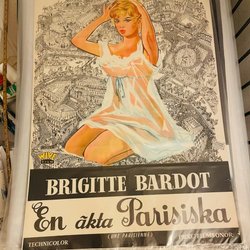 BRIGITTE BARDOT
En äkta Parisiska
(UNE PARISIENNE)
TECHNICOLOR